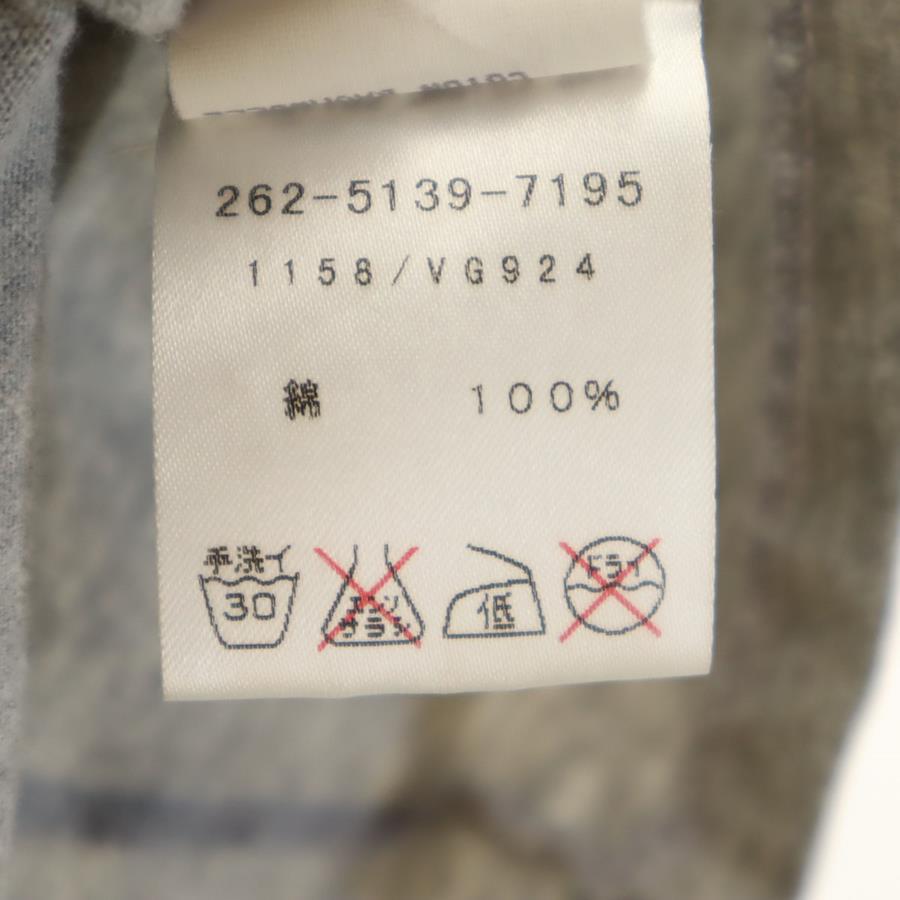 262-5139-7195
1158/VG924
綿 100%
手洗イ
30
エンソ
サラシ
低
ドライ